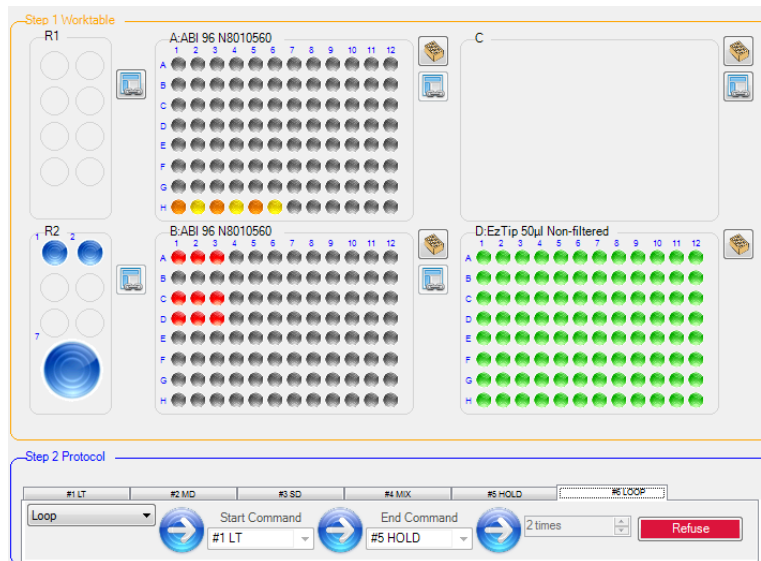 Step 1 Worktable
R1
A:ABI 96 N8010560
1 2 3 4 5 6 7 8 9 10 11 12
A
B
C
D
E
F
G
H
C
R2
1 2
7
B:ABI 96 N8010560
1 2 3 4 5 6 7 8 9 10 11 12
A
B
C
D
E
F
G
H
D:EzTip 50µl Non-filtered
1 2 3 4 5 6 7 8 9 10 11 12
A
B
C
D
E
F
G
H
Step 2 Protocol
#1 LT #2 MD #3 SD #4 MIX #5 HOLD #6 LOOP
Loop Start Command End Command 2 times Refuse
#1 LT #5 HOLD